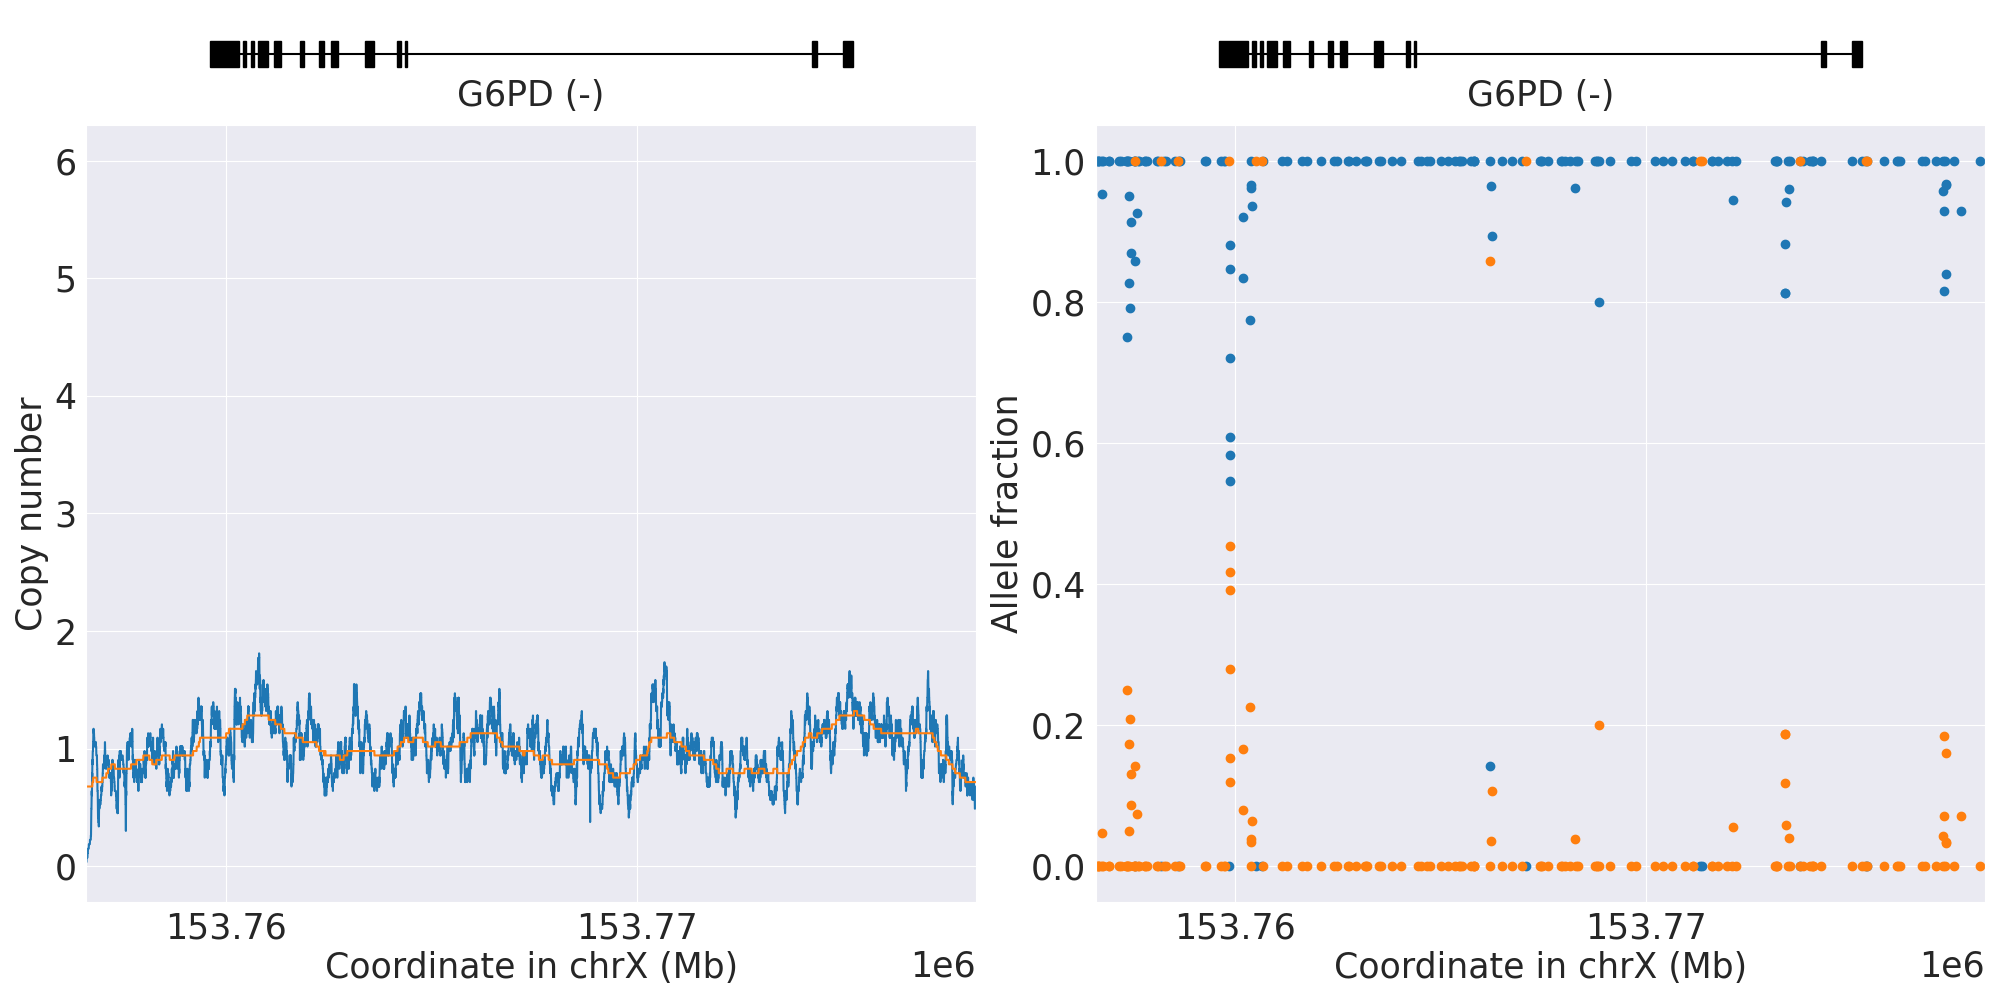 G6PD (-)
6
5
4
3
2
1
0
Copy number
153.76
153.77
Coordinate in chrX (Mb)
1e6
G6PD (-)
1.0
0.8
0.6
0.4
0.2
0.0
Allele fraction
153.76
153.77
Coordinate in chrX (Mb)
1e6